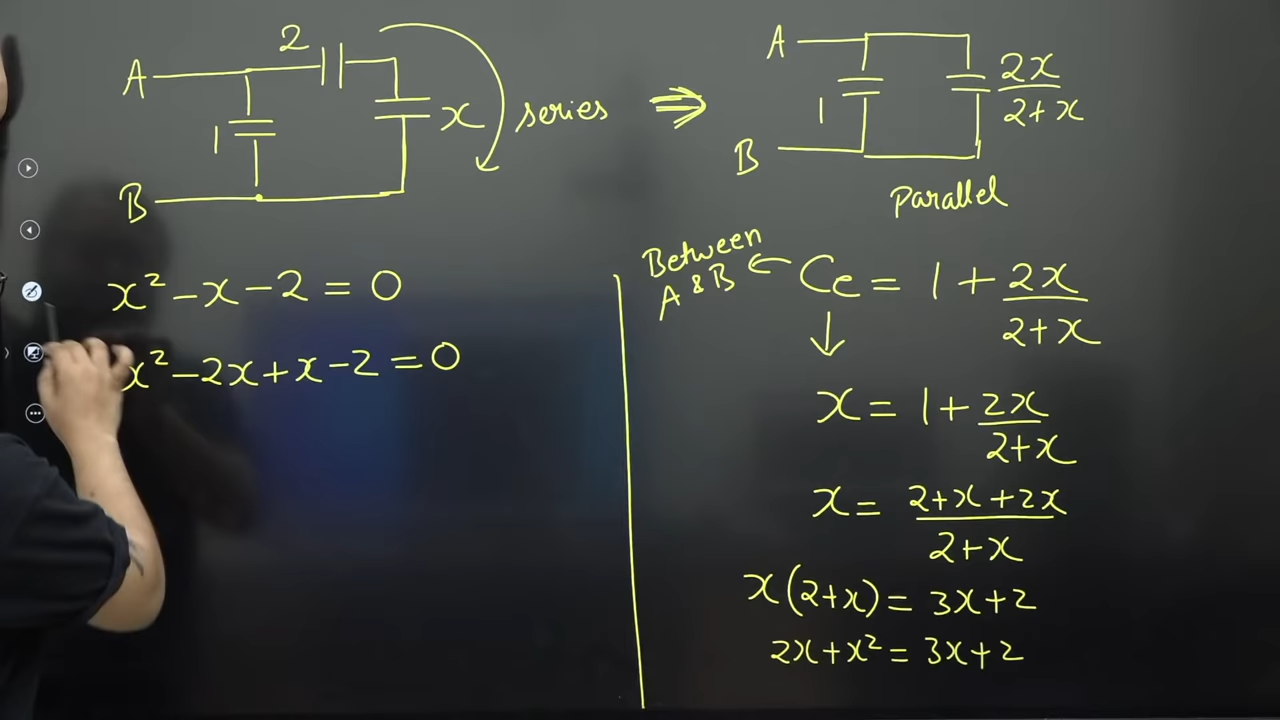 2
A
1
x
series
B
⇒
A
1
2x/2+x
B
Parallel
x² – x – 2 = 0
x² – 2x + x – 2 = 0
Between
A & B
← Ce = 1 + 2x/2+x
↓
x = 1 + 2x/2+x
x = 2+x+2x/2+x
x(2+x) = 3x+2
2x+x² = 3x+2